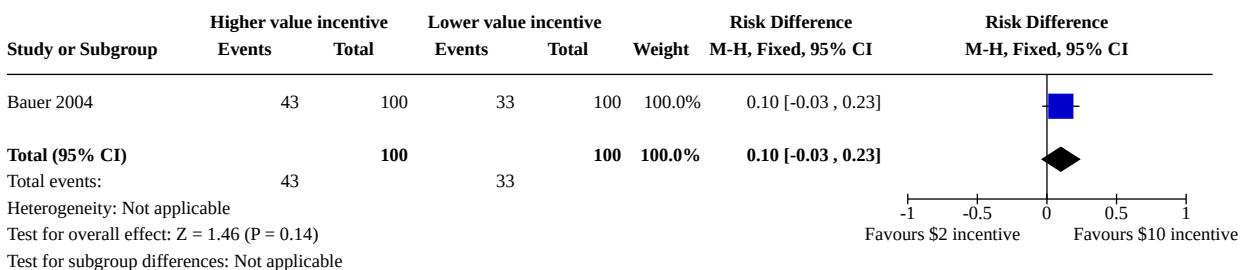 Higher value incentive Lower value incentive Risk Difference Risk Difference
Study or Subgroup Events Total Events Total Weight M-H, Fixed, 95% CI M-H, Fixed, 95% CI
Bauer 2004 43 100 33 100 100.0% 0.10 [-0.03 , 0.23]
Total (95% CI) 100 100 100.0% 0.10 [-0.03 , 0.23]
Total events: 43 33
Heterogeneity: Not applicable
-1 -0.5 0 0.5 1
Test for overall effect: Z = 1.46 (P = 0.14) Favours $2 incentive Favours $10 incentive
Test for subgroup differences: Not applicable